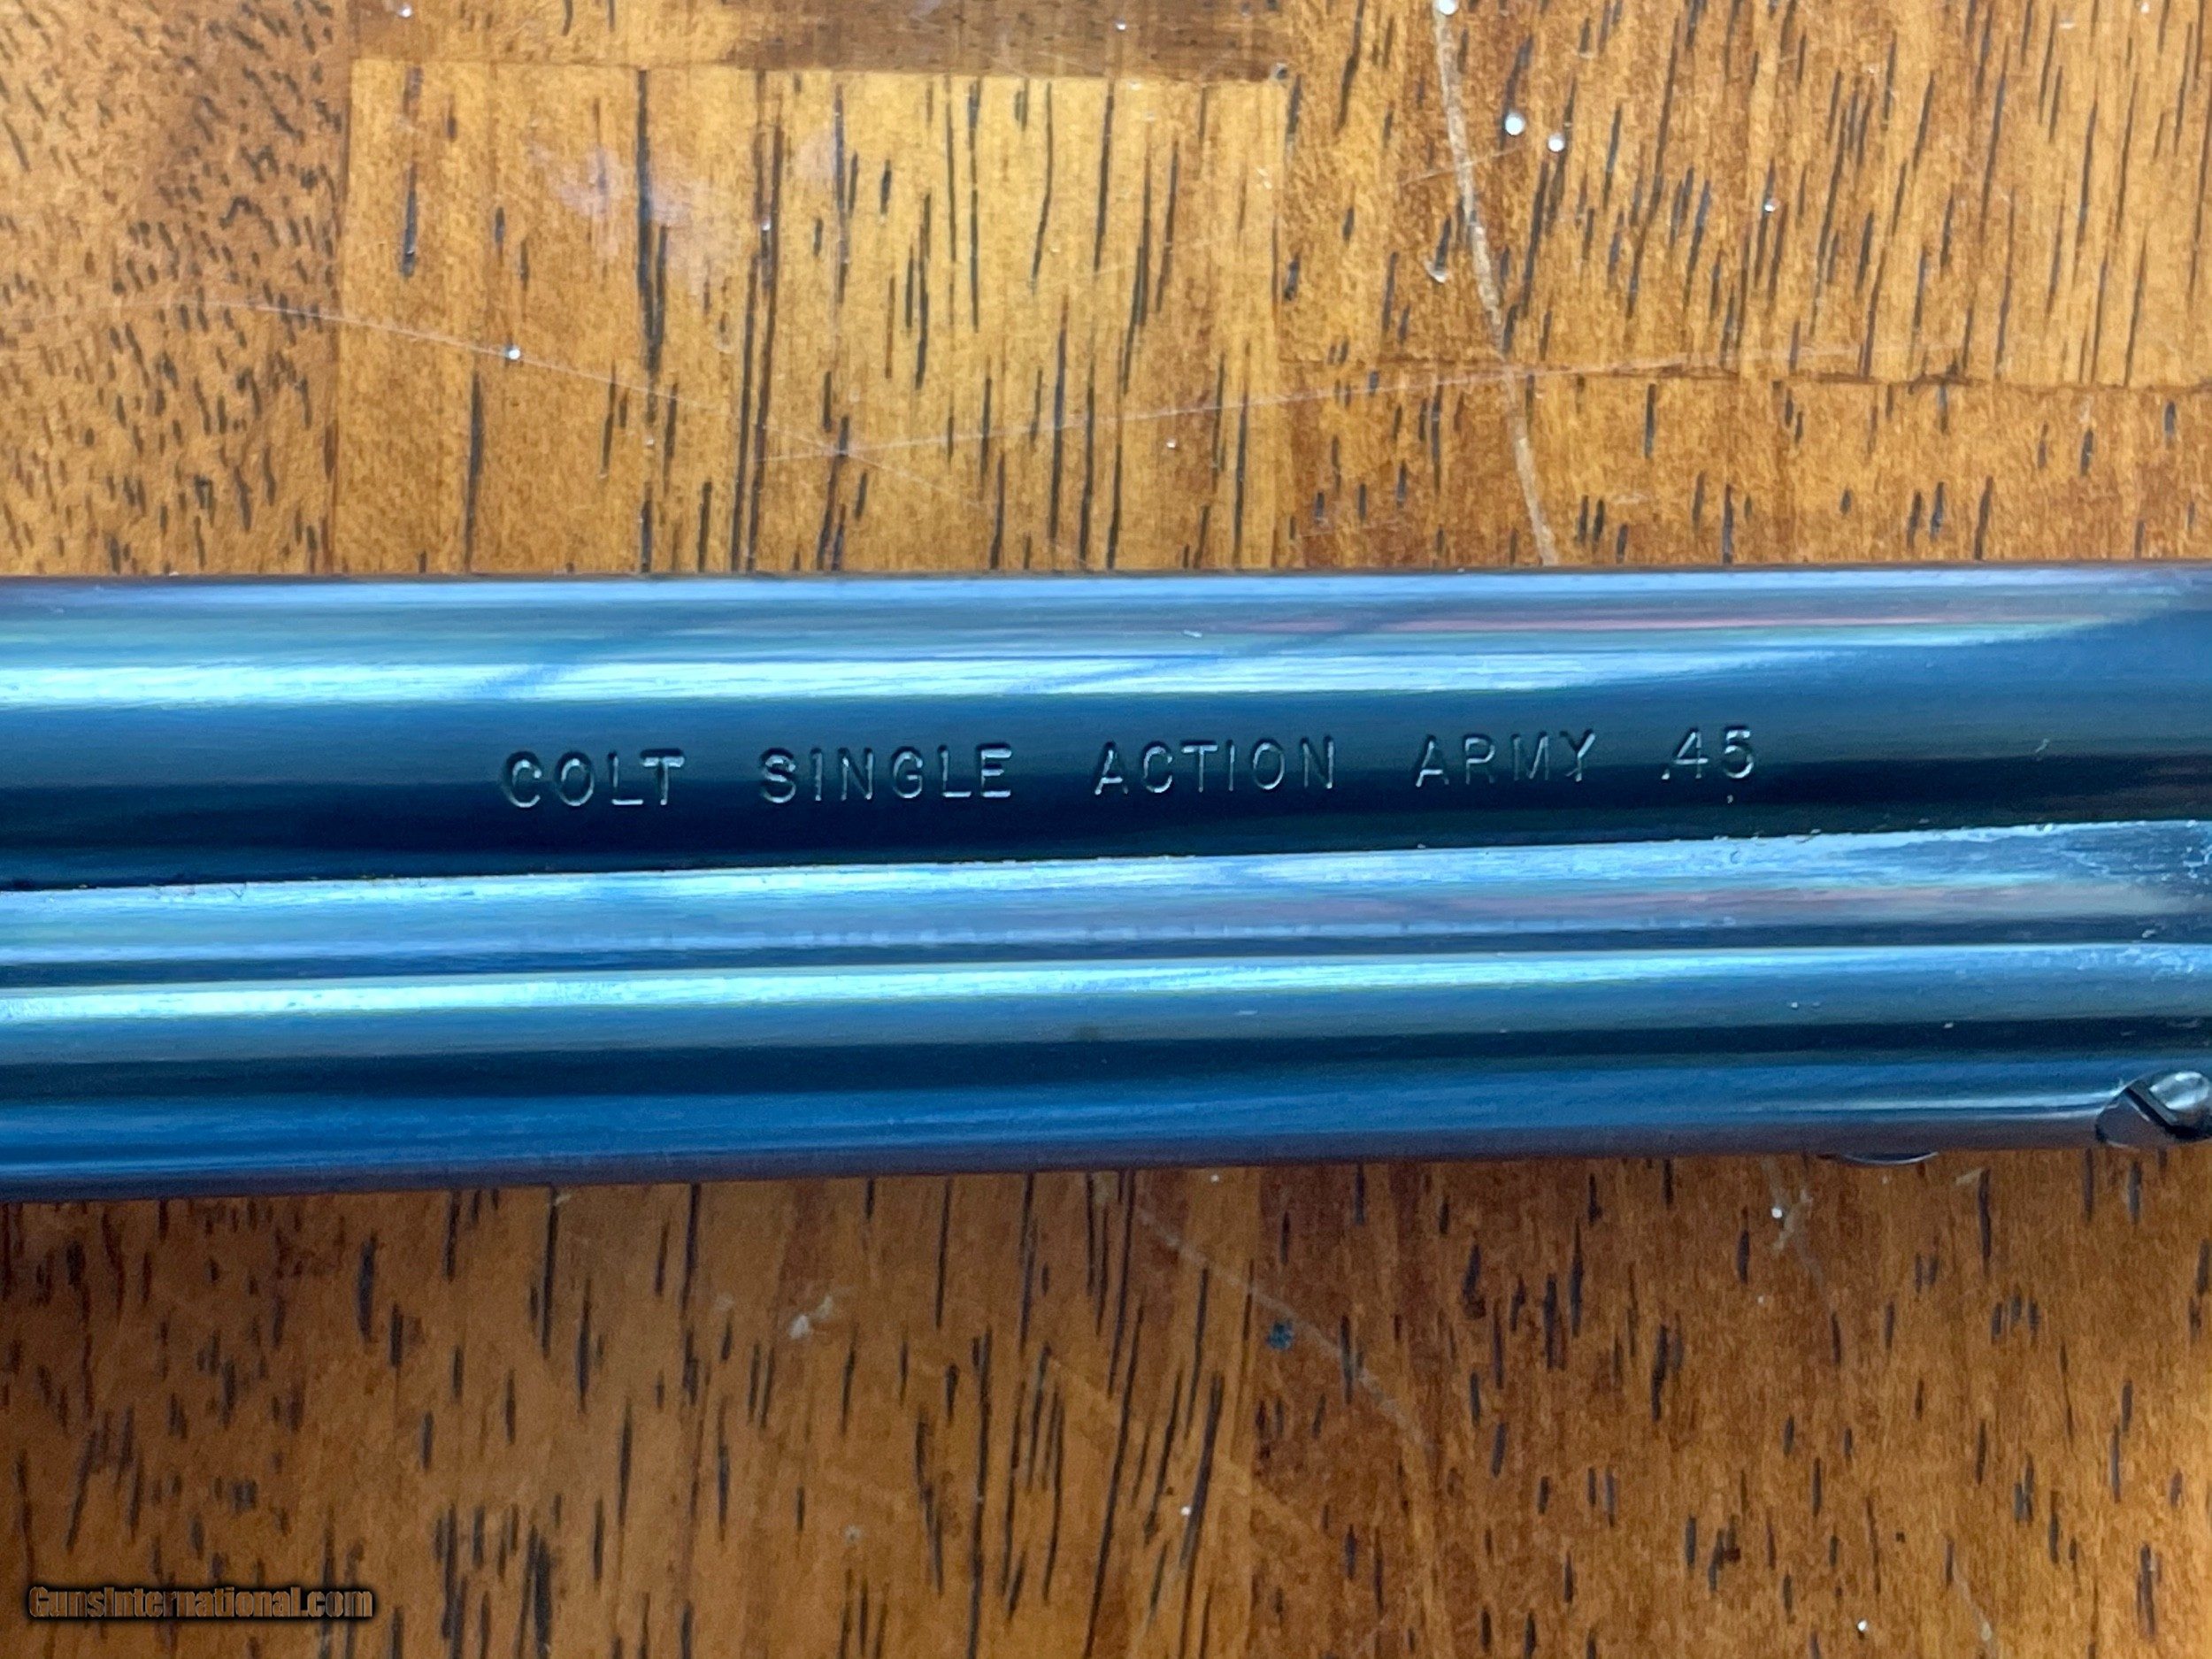 COLT SINGLE ACTION ARMY .45
GunsInternational.com